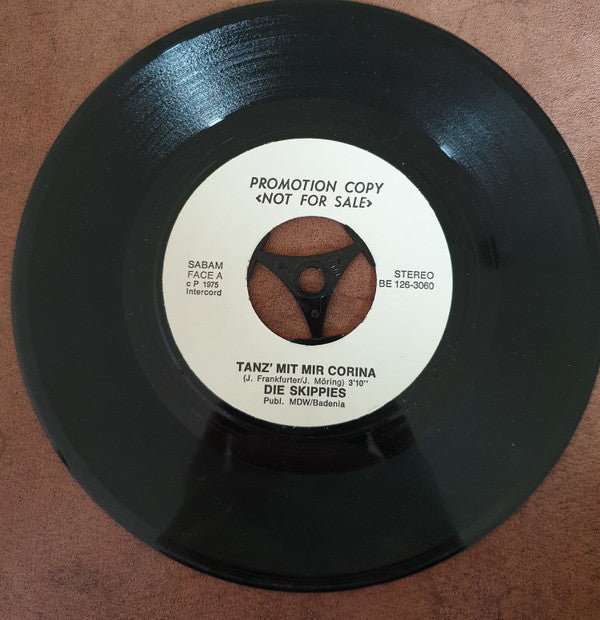 PROMOTION COPY
<NOT FOR SALE>
SABAM
FACE A
c P 1975
Intercord
STEREO
BE 126-3060
TANZ' MIT MIR CORINA
(J. Frankfurter/J. Möring) 3'10"
DIE SKIPPIES
Publ. MDW/Badenia